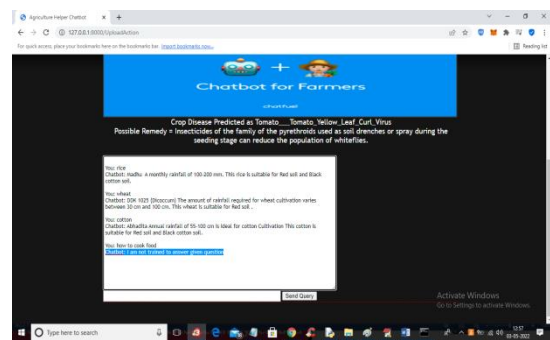 Agriculture Helper Chatbot
127.0.0.1:8000/UploadAction
For quick access, place your bookmarks here on the bookmarks bar. Import bookmarks now...
Reading list
Chatbot for Farmers
chatfuel
Crop Disease Predicted as Tomato___Tomato_Yellow_Leaf_Curl_Virus
Possible Remedy = Insecticides of the family of the pyrethroids used as soil drenches or spray during the
seeding stage can reduce the population of whiteflies.
You: rice
Chatbot: Madhu A monthly rainfall of 100-200 mm. This rice is suitable for Red soil and Black
cotton soil.
You: wheat
Chatbot: DDK 1025 (Dicoccum) The amount of rainfall required for wheat cultivation varies
between 30 cm and 100 cm. This wheat is suitable for Red soil .
You: cotton
Chatbot: Abhadita Annual rainfall of 55-100 cm is ideal for cotton Cultivation This cotton is
suitable for Red soil and Black cotton soil.
You: how to cook food
Chatbot: I am not trained to answer given question
Send Query
Activate Windows
Go to Settings to activate Windows.
Type here to search
12:57
03-05-2022